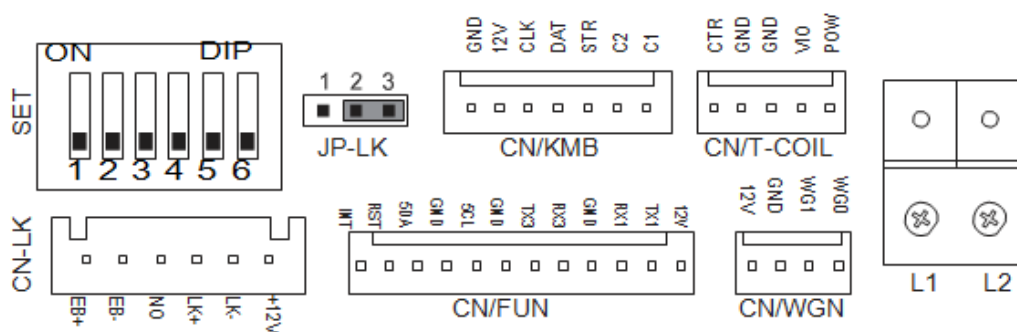 ON DIP
SET
1 2 3 4 5 6
1 2 3
JP-LK
GND 12V CLK DAT STR C2 C1
CN/KMB
CTR GND GND VIO POW
CN/T-COIL
CN-LK
EB+ EB- NO LK+ LK- +12V
INT RST SDA GND SCL GND TX3 RX3 GND RX1 TX1 12V
CN/FUN
12V GND WG1 WG0
CN/WGN
L1 L2